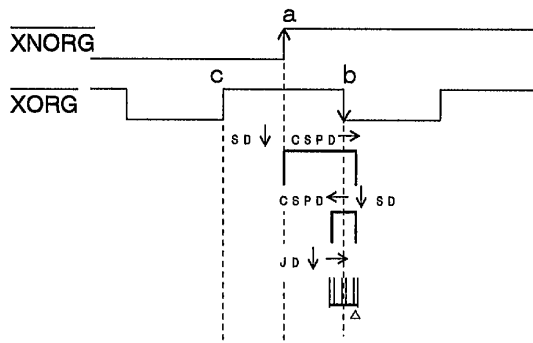 a
XNORG
c b
XORG
SD ↓ CSPD →
CSPD ← ↓ SD
JD ↓ →
△